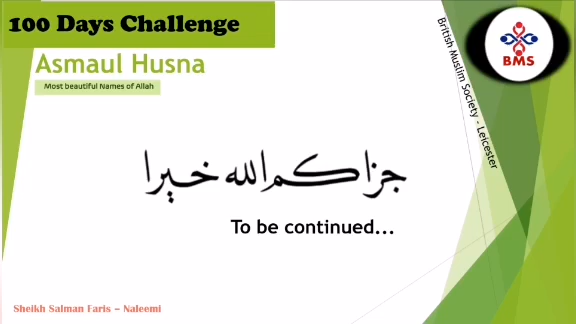 100 Days Challenge
Asmaul Husna
Most beautiful Names of Allah
British Muslim Society - Leicester
BMS
جزاكم الله خيرا
To be continued...
Sheikh Salman Faris – Naleemi